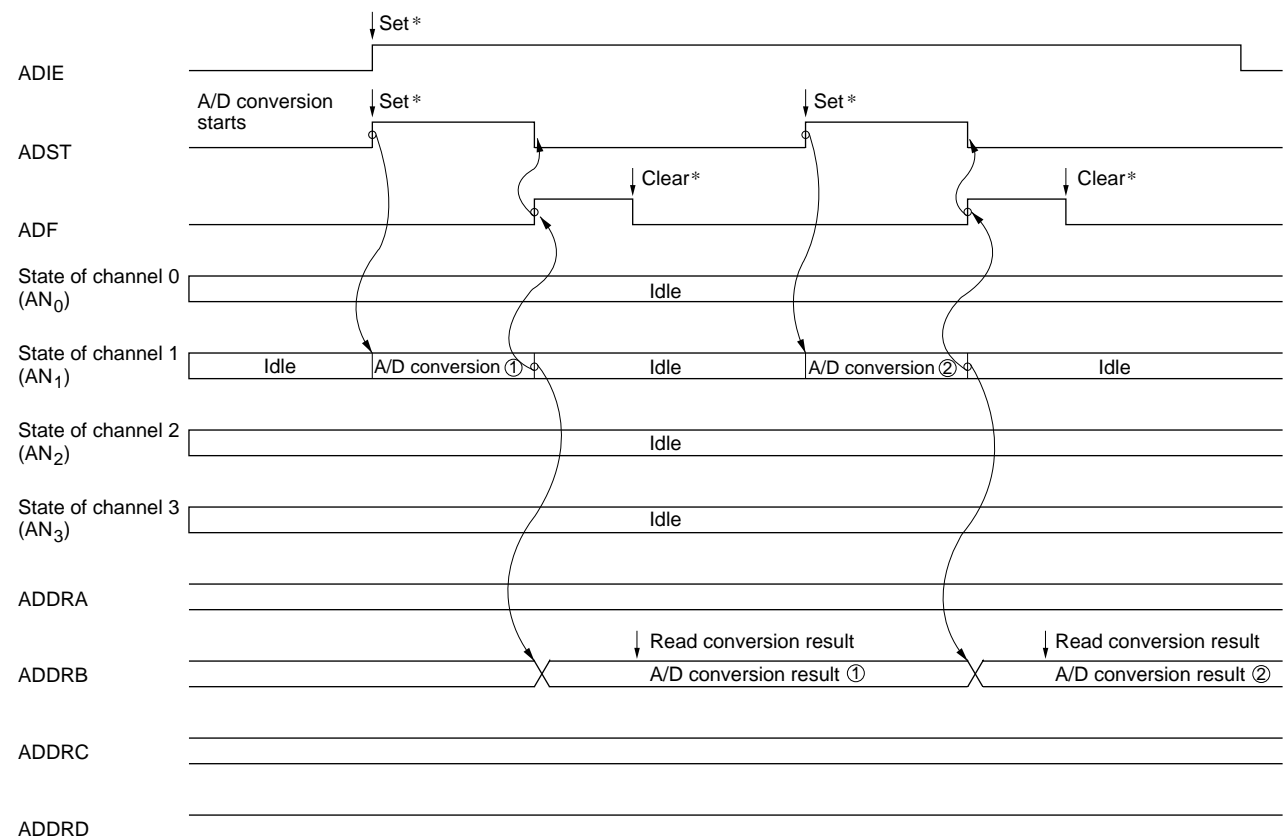 Set*
ADIE
A/D conversion
starts
Set*
Set*
ADST
Clear*
Clear*
ADF
State of channel 0
(AN0)
Idle
State of channel 1
(AN1)
Idle
A/D conversion ①
Idle
A/D conversion ②
Idle
State of channel 2
(AN2)
Idle
State of channel 3
(AN3)
Idle
ADDRA
Read conversion result
Read conversion result
ADDRB
A/D conversion result ①
A/D conversion result ②
ADDRC
ADDRD